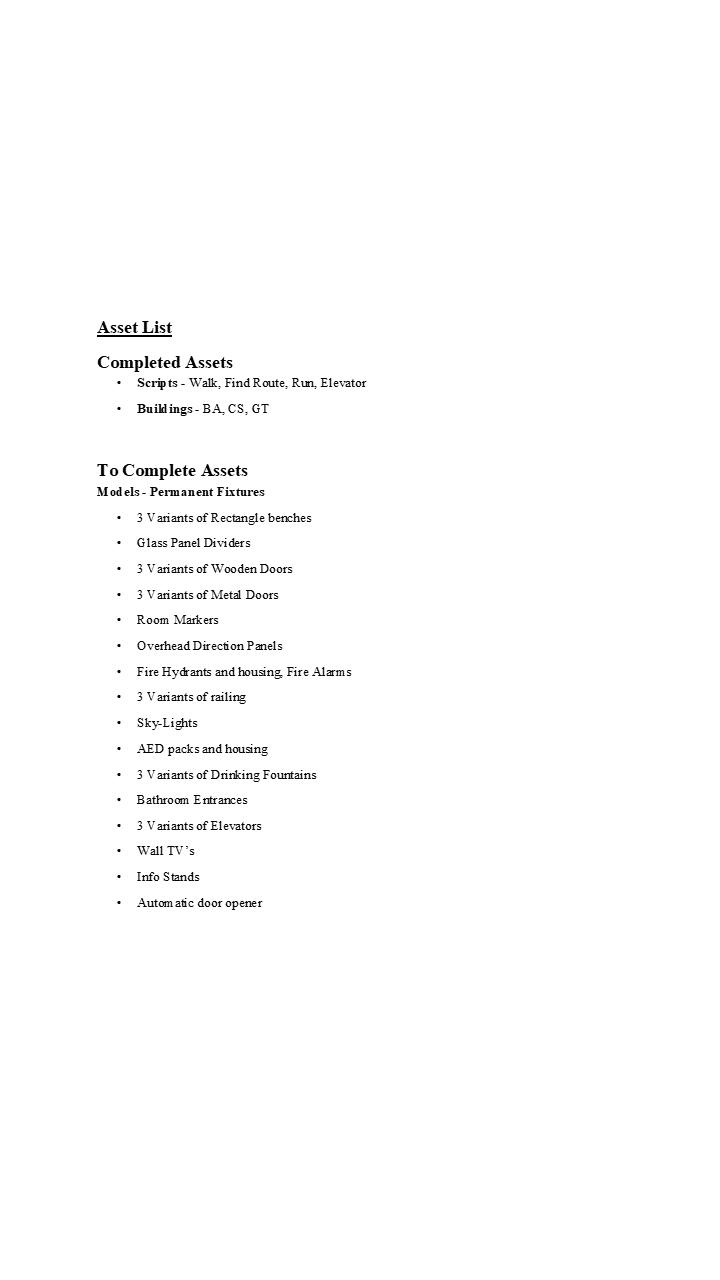 Asset List
Completed Assets
• Scripts - Walk, Find Route, Run, Elevator
• Buildings - BA, CS, GT
To Complete Assets
Models - Permanent Fixtures
• 3 Variants of Rectangle benches
• Glass Panel Dividers
• 3 Variants of Wooden Doors
• 3 Variants of Metal Doors
• Room Markers
• Overhead Direction Panels
• Fire Hydrants and housing, Fire Alarms
• 3 Variants of railing
• Sky-Lights
• AED packs and housing
• 3 Variants of Drinking Fountains
• Bathroom Entrances
• 3 Variants of Elevators
• Wall TV’s
• Info Stands
• Automatic door opener